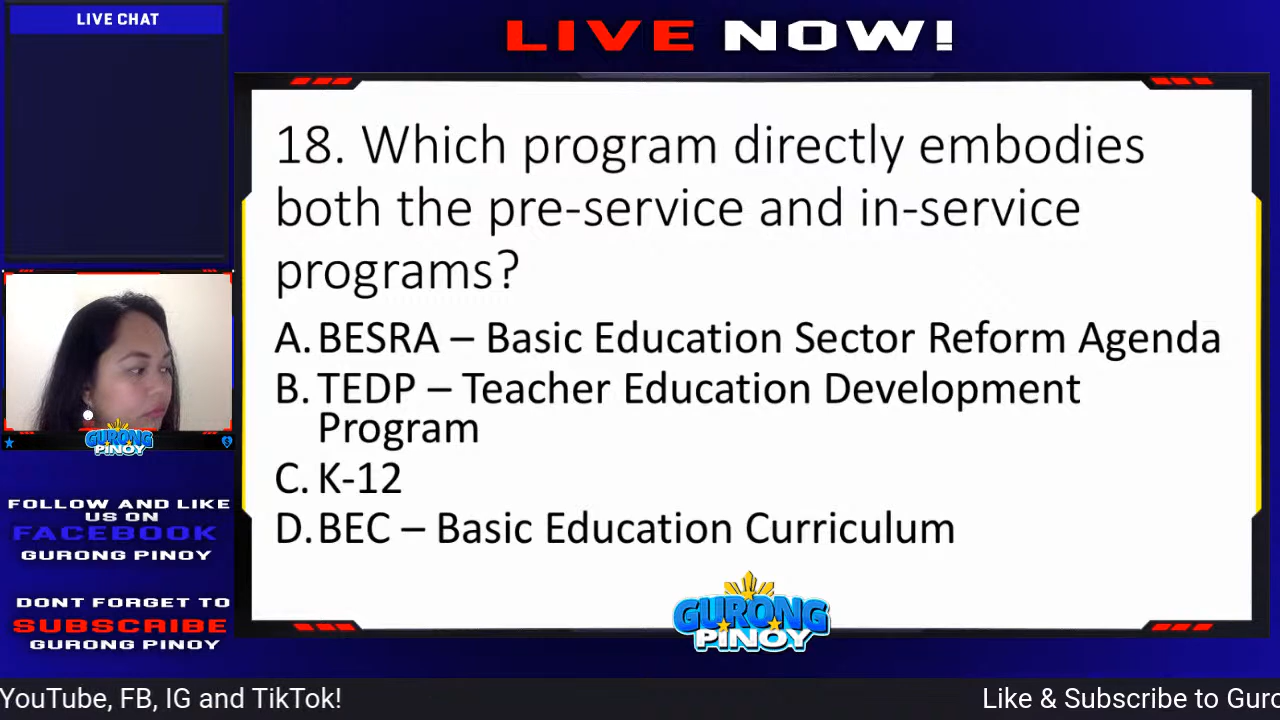 LIVE CHAT
LIVE NOW!
18. Which program directly embodies
both the pre-service and in-service
programs?
A. BESRA – Basic Education Sector Reform Agenda
B. TEDP – Teacher Education Development
Program
C. K-12
D. BEC – Basic Education Curriculum
GURONG
PINOY
GURONG
PINOY
FOLLOW AND LIKE
US ON
FACEBOOK
GURONG PINOY
DONT FORGET TO
SUBSCRIBE
GURONG PINOY
YouTube, FB, IG and TikTok!
Like & Subscribe to Guro